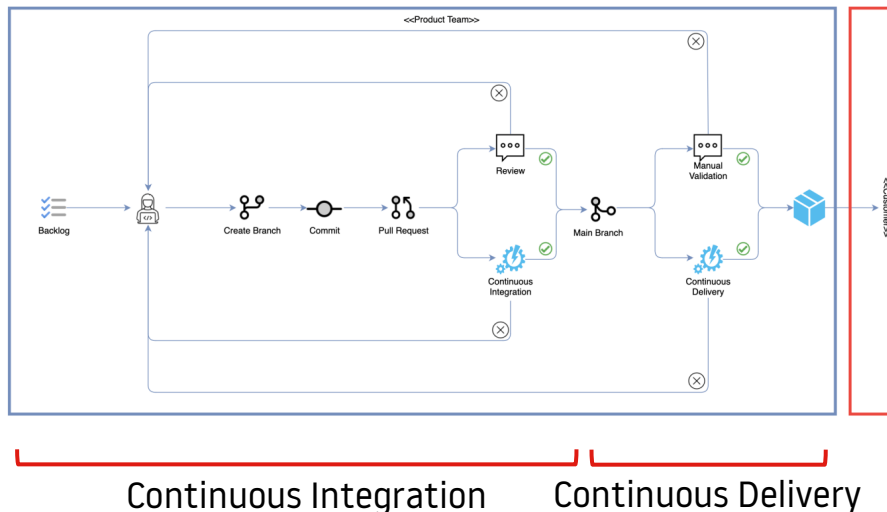 <<Product Team>>
Review
Manual
Validation
Backlog
Create Branch
Commit
Pull Request
Main Branch
Continuous
Integration
Continuous
Delivery
Continuous Integration
Continuous Delivery